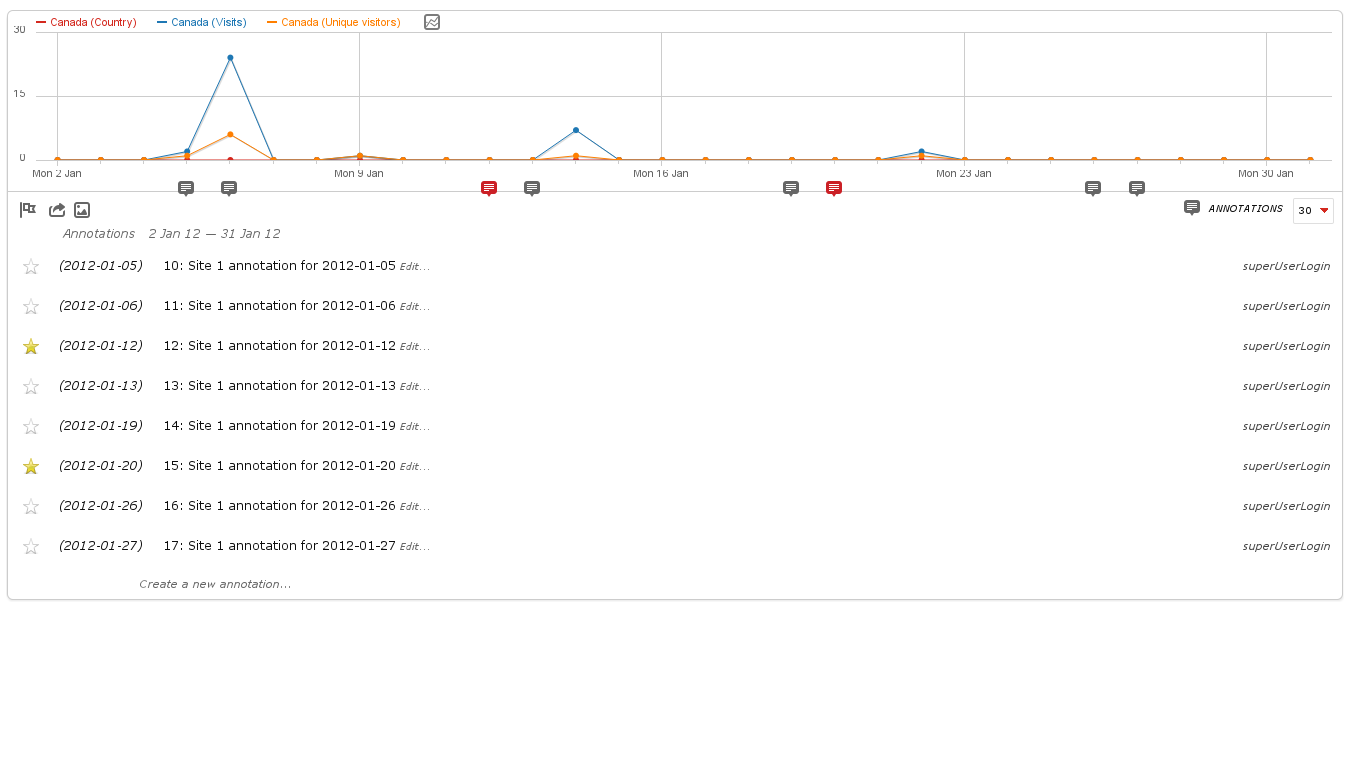 Canada (Country) Canada (Visits) Canada (Unique visitors)
30
15
0
Mon 2 Jan Mon 9 Jan Mon 16 Jan Mon 23 Jan Mon 30 Jan
ANNOTATIONS 30
Annotations 2 Jan 12 — 31 Jan 12
(2012-01-05) 10: Site 1 annotation for 2012-01-05 Edit... superUserLogin
(2012-01-06) 11: Site 1 annotation for 2012-01-06 Edit... superUserLogin
(2012-01-12) 12: Site 1 annotation for 2012-01-12 Edit... superUserLogin
(2012-01-13) 13: Site 1 annotation for 2012-01-13 Edit... superUserLogin
(2012-01-19) 14: Site 1 annotation for 2012-01-19 Edit... superUserLogin
(2012-01-20) 15: Site 1 annotation for 2012-01-20 Edit... superUserLogin
(2012-01-26) 16: Site 1 annotation for 2012-01-26 Edit... superUserLogin
(2012-01-27) 17: Site 1 annotation for 2012-01-27 Edit... superUserLogin
Create a new annotation...